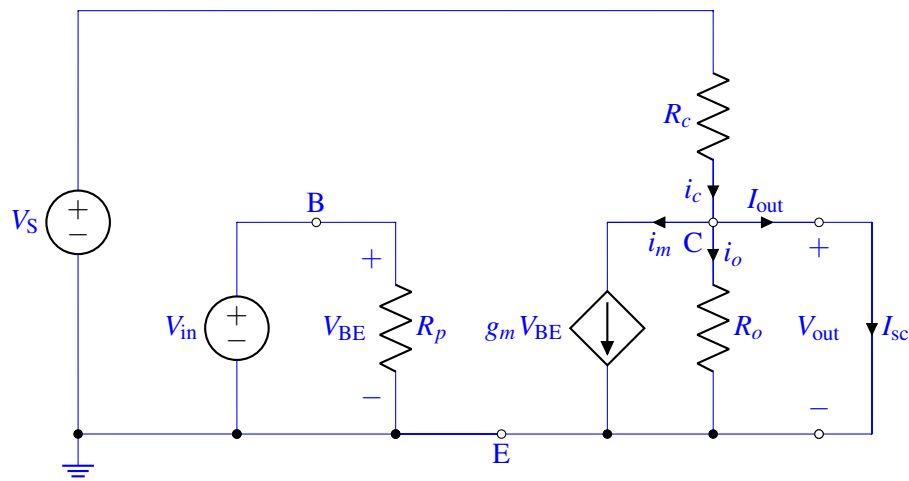 R_c
i_c
I_out
B
V_S
+
−
i_m C i_o
+
+
V_in
+
−
V_BE
R_p
g_m V_BE
R_o
V_out
I_sc
−
−
E